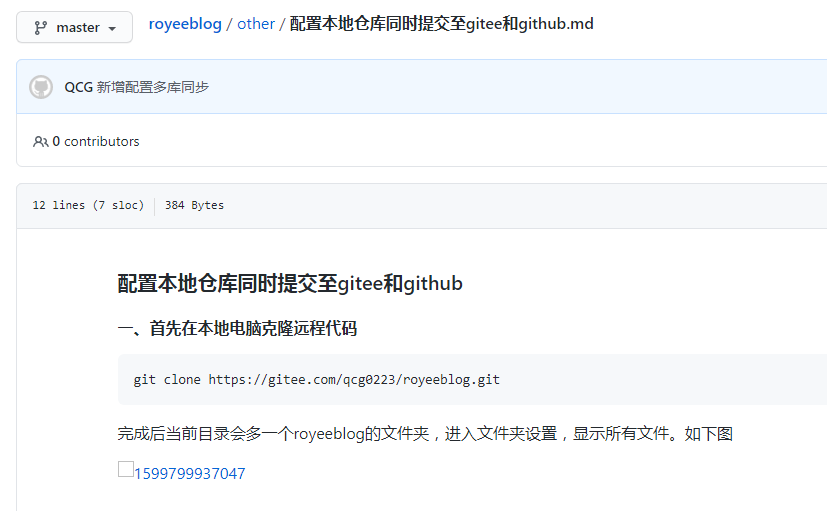 master royeeblog / other / 配置本地仓库同时提交至gitee和github.md
QCG 新增配置多库同步
0 contributors
12 lines (7 sloc) 384 Bytes
配置本地仓库同时提交至gitee和github
一、首先在本地电脑克隆远程代码
git clone https://gitee.com/qcg0223/royeeblog.git
完成后当前目录会多一个royeeblog的文件夹，进入文件夹设置，显示所有文件。如下图
1599799937047